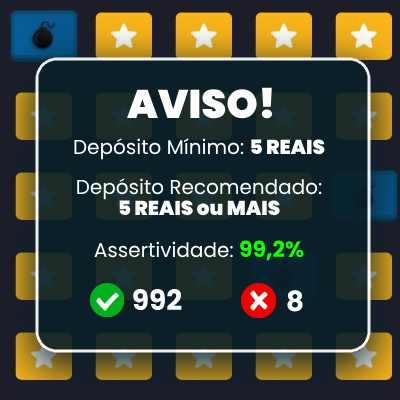 AVISO!
Depósito Mínimo: 5 REAIS
Depósito Recomendado:
5 REAIS ou MAIS
Assertividade: 99,2%
992 8